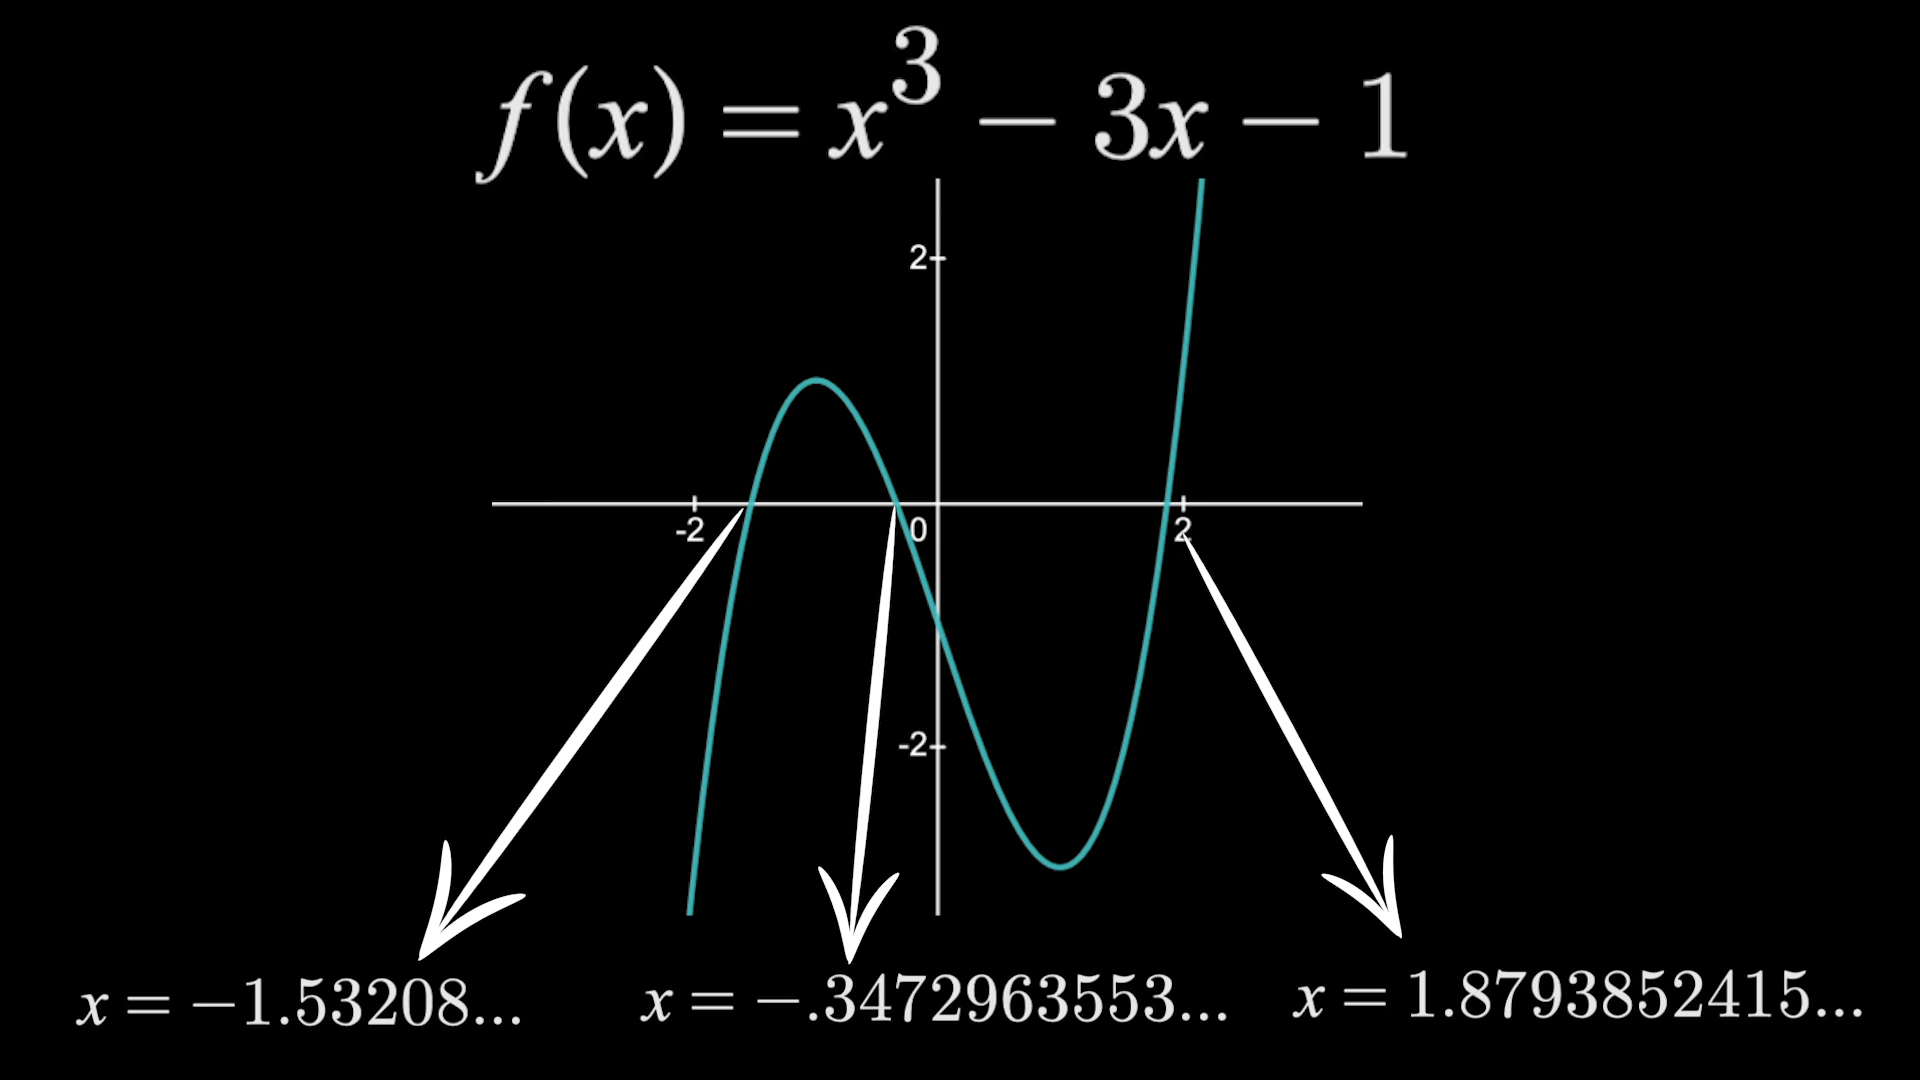 f(x) = x³ − 3x − 1
2
-2 0 2
-2
x = −1.53208... x = −.3472963553... x = 1.8793852415...